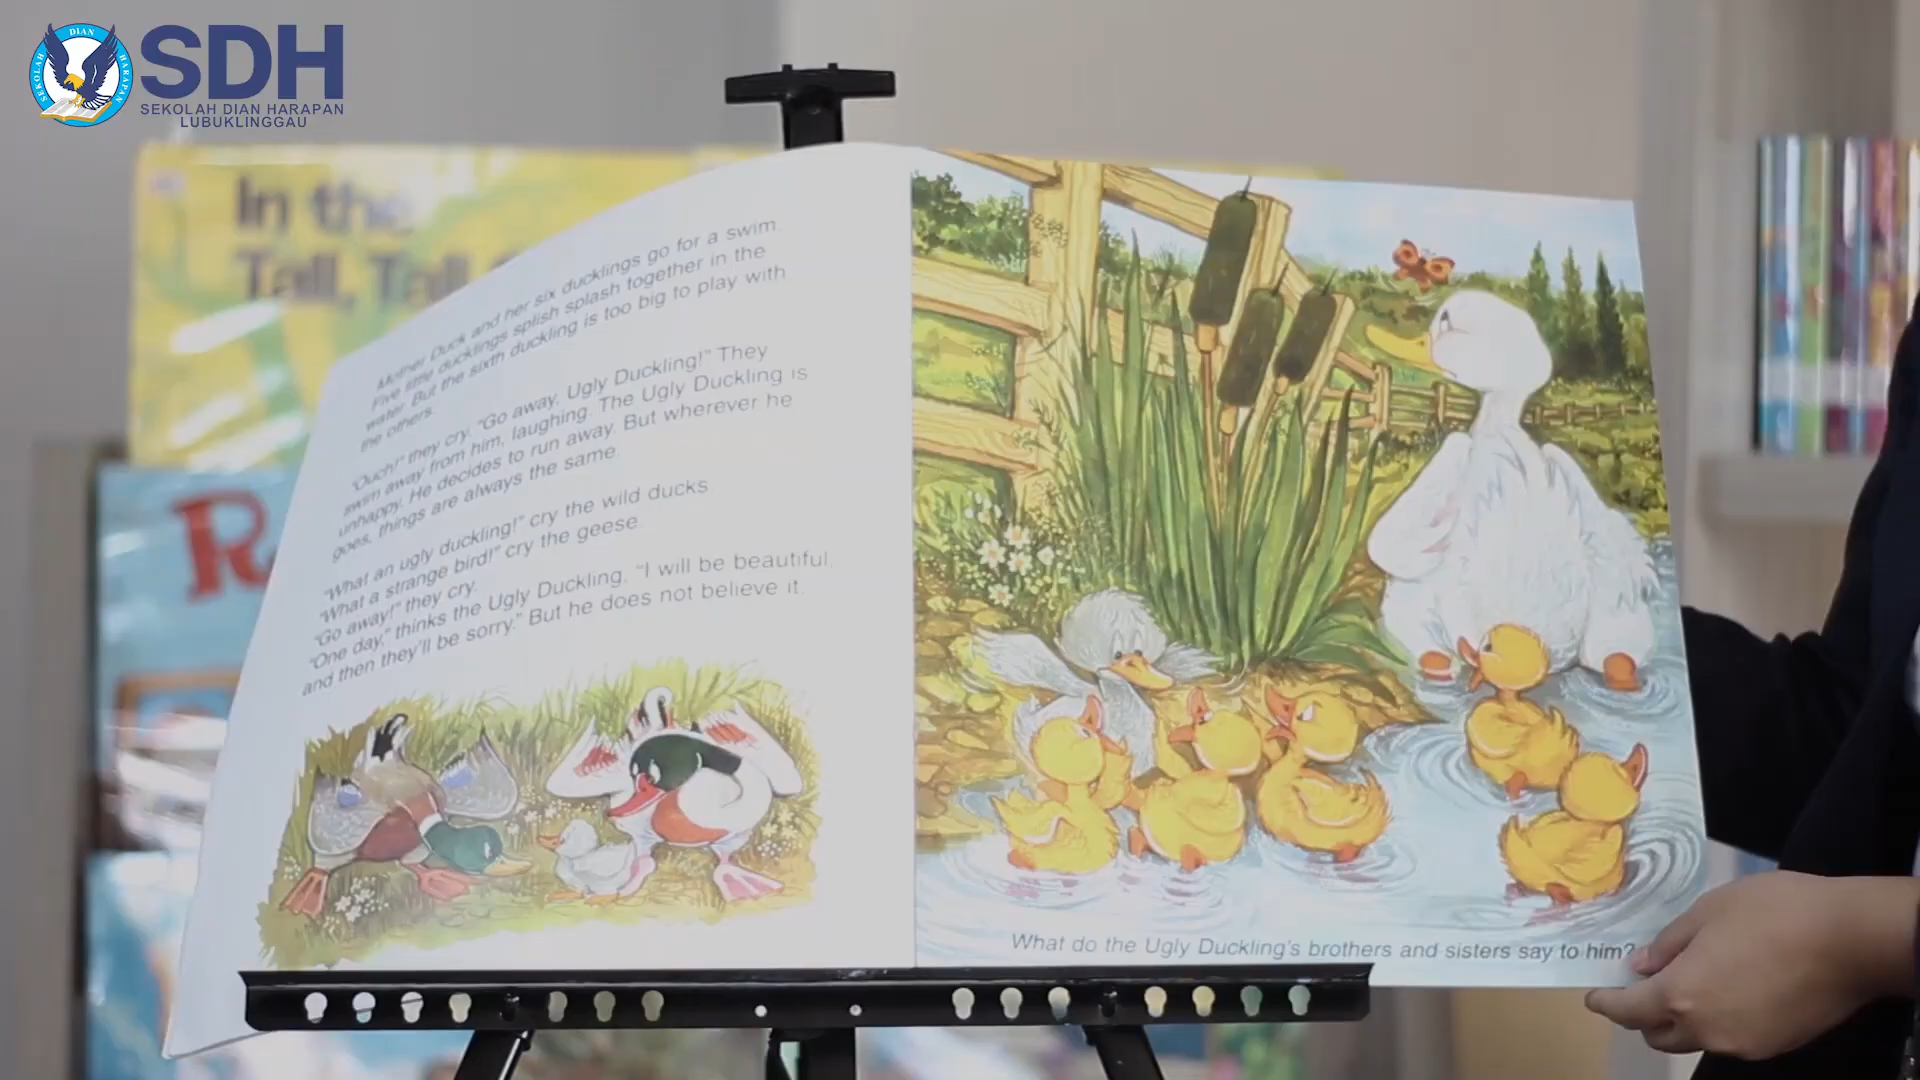 SDH
SEKOLAH DIAN HARAPAN
LUBUKLINGGAU
SEKOLAH DIAN HARAPAN
In the
Tall, Tall
R
Mother Duck and her six ducklings go for a swim.
Five little ducklings splish splash together in the
water. But the sixth duckling is too big to play with
the others.
"Ouch!" they cry. "Go away, Ugly Duckling!" They
swim away from him, laughing. The Ugly Duckling is
unhappy. He decides to run away. But wherever he
goes, things are always the same.
"What an ugly duckling!" cry the wild ducks.
"What a strange bird!" cry the geese.
"Go away!" they cry.
"One day," thinks the Ugly Duckling, "I will be beautiful,
and then they'll be sorry." But he does not believe it.
What do the Ugly Duckling's brothers and sisters say to him?